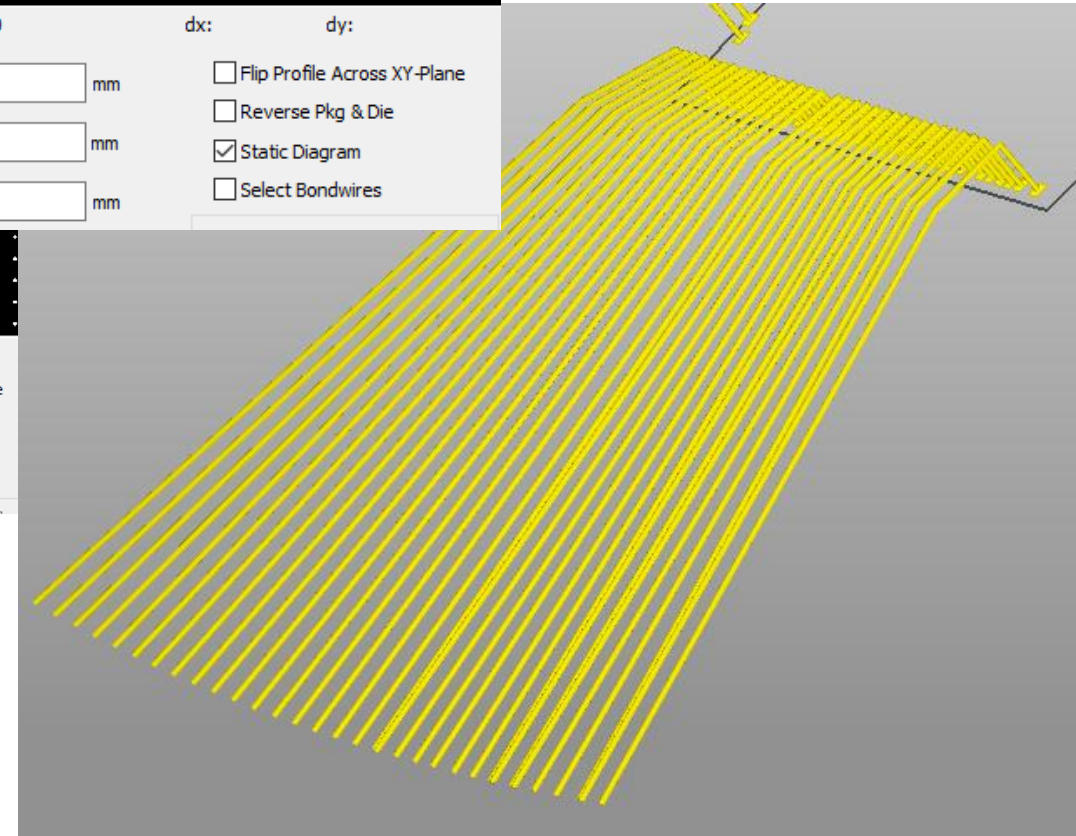 dx: dy:
mm
Flip Profile Across XY-Plane
Reverse Pkg & Die
mm
Static Diagram
Select Bondwires
mm